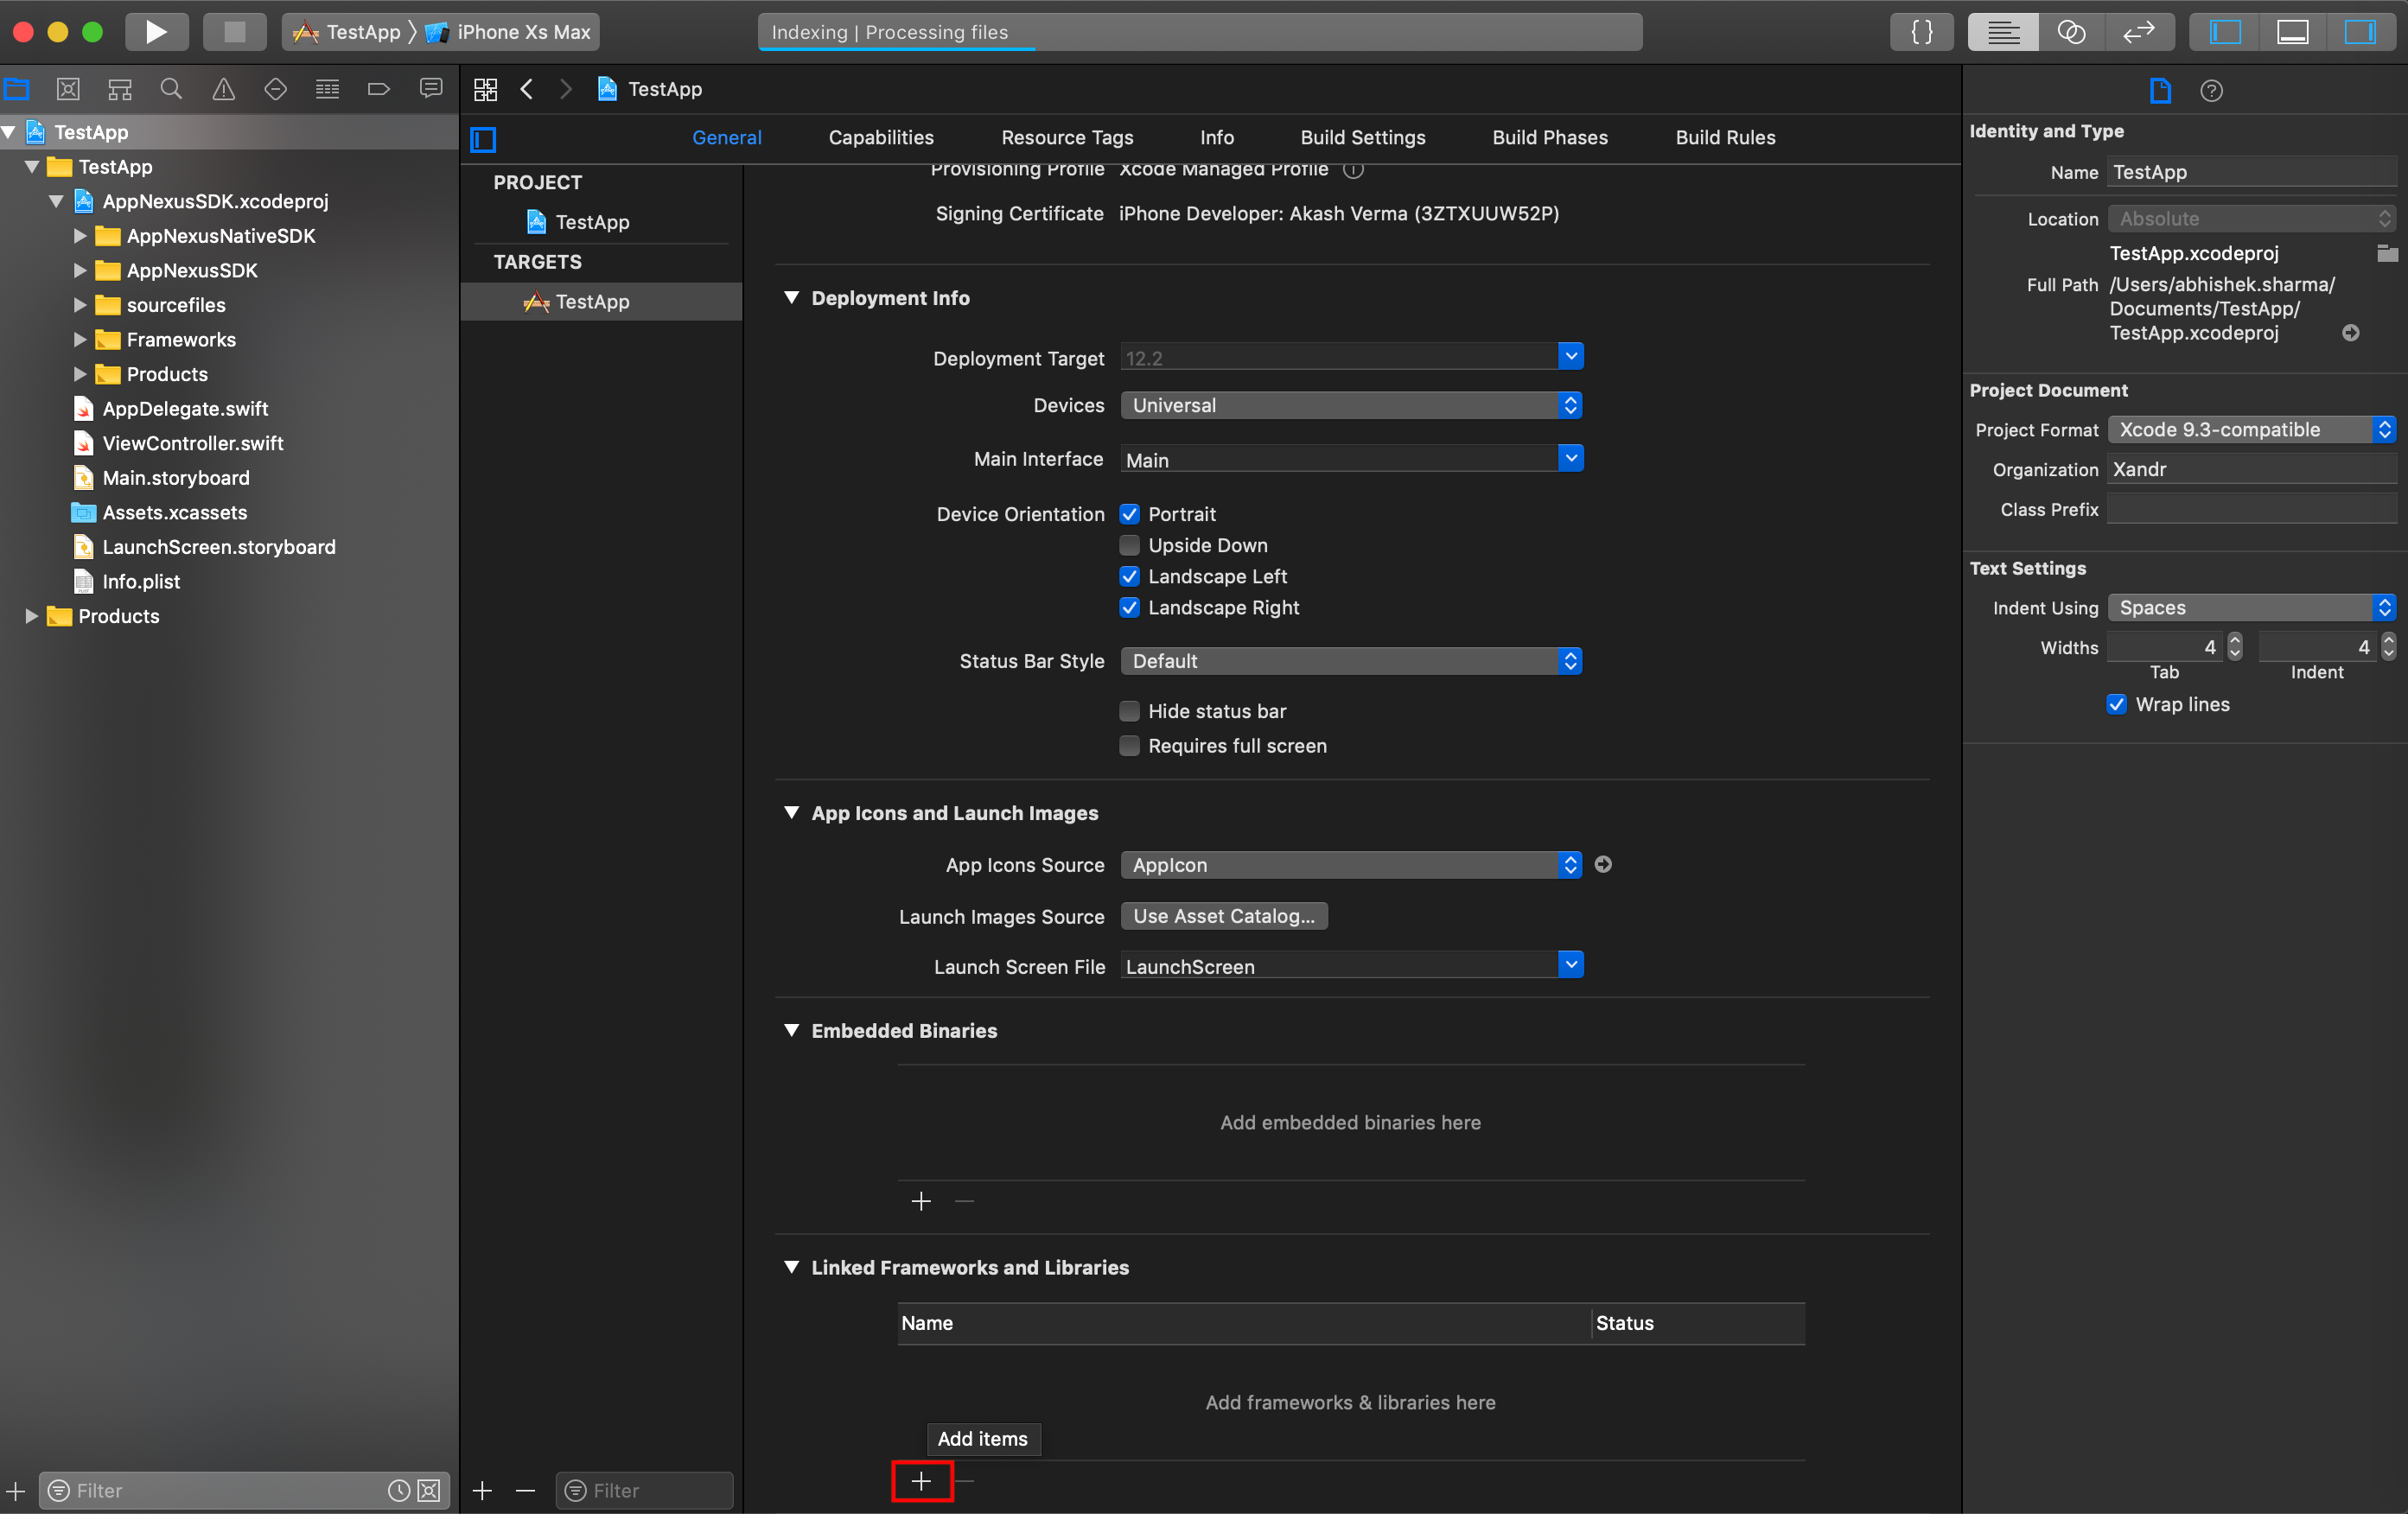 TestApp 〉 iPhone Xs Max
Indexing | Processing files
{ }
TestApp
TestApp
AppNexusSDK.xcodeproj
AppNexusNativeSDK
AppNexusSDK
sourcefiles
Frameworks
Products
AppDelegate.swift
ViewController.swift
Main.storyboard
Assets.xcassets
LaunchScreen.storyboard
Info.plist
Products
Filter
TestApp
General Capabilities Resource Tags Info Build Settings Build Phases Build Rules
PROJECT
TestApp
TARGETS
TestApp
Filter
Provisioning Profile Xcode Managed Profile
Signing Certificate iPhone Developer: Akash Verma (3ZTXUUW52P)
Deployment Info
Deployment Target 12.2
Devices Universal
Main Interface Main
Device Orientation Portrait
Upside Down
Landscape Left
Landscape Right
Status Bar Style Default
Hide status bar
Requires full screen
App Icons and Launch Images
App Icons Source AppIcon
Launch Images Source Use Asset Catalog...
Launch Screen File LaunchScreen
Embedded Binaries
Add embedded binaries here
Linked Frameworks and Libraries
Name Status
Add frameworks & libraries here
Add items
Identity and Type
Name TestApp
Location Absolute
TestApp.xcodeproj
Full Path /Users/abhishek.sharma/
Documents/TestApp/
TestApp.xcodeproj
Project Document
Project Format Xcode 9.3-compatible
Organization Xandr
Class Prefix
Text Settings
Indent Using Spaces
Widths 4 4
Tab Indent
Wrap lines